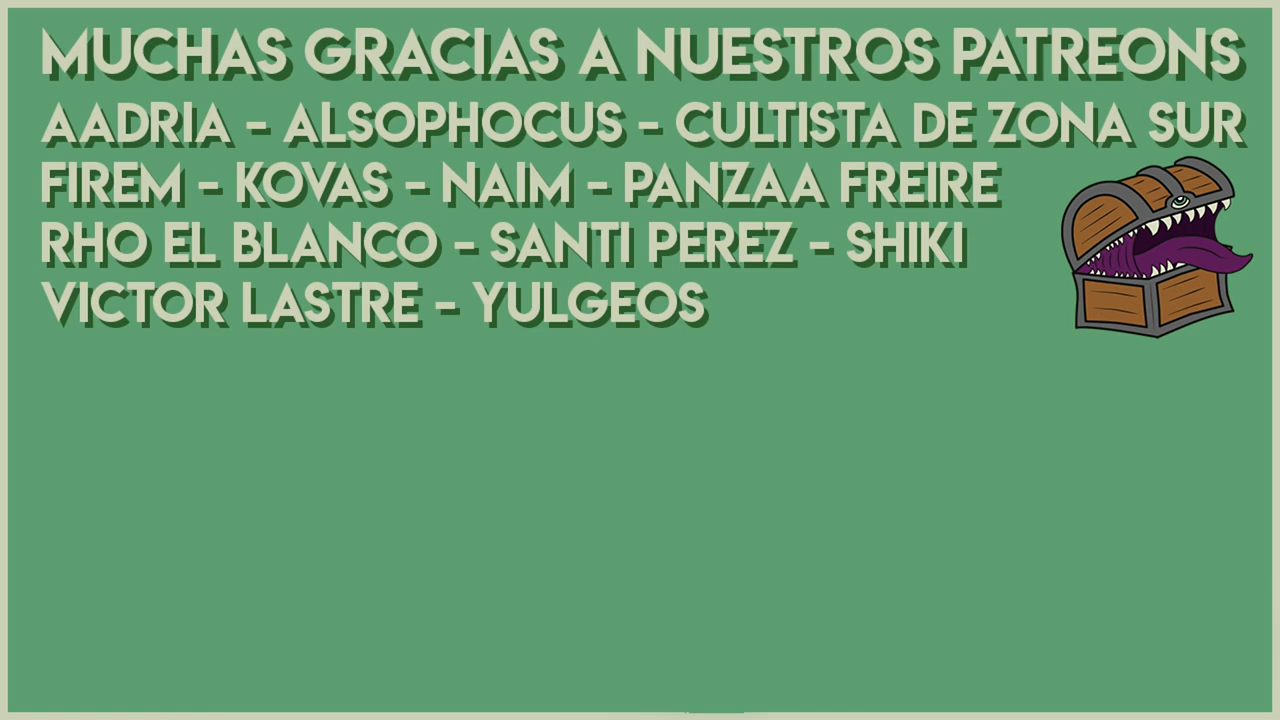 MUCHAS GRACIAS A NUESTROS PATREONS
AADRIA - ALSOPHOCUS - CULTISTA DE ZONA SUR
FIREM - KOVAS - NAIM - PANZAA FREIRE
RHO EL BLANCO - SANTI PEREZ - SHIKI
VICTOR LASTRE - YULGEOS